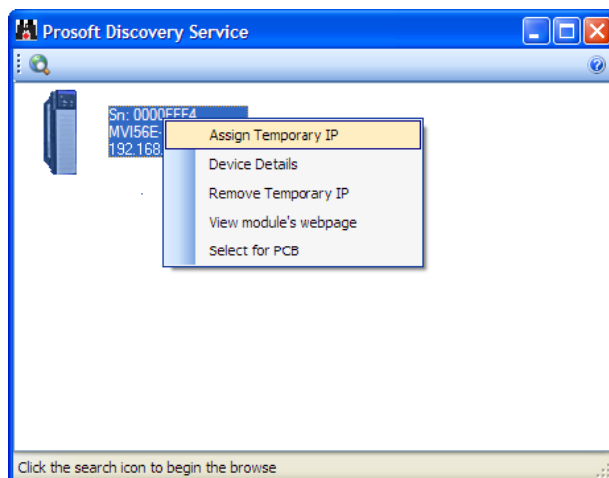 Prosoft Discovery Service
Sn: 0000FFF4
MVI56E-
192.168.
Assign Temporary IP
Device Details
Remove Temporary IP
View module's webpage
Select for PCB
Click the search icon to begin the browse